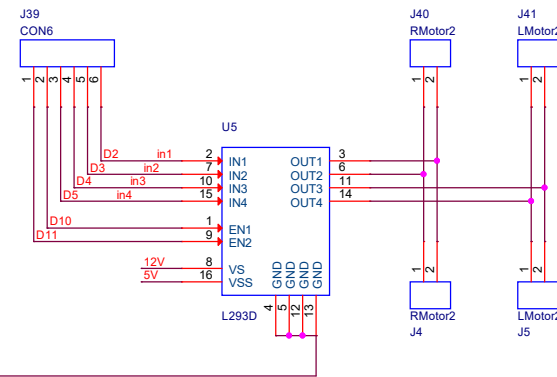 J39
CON6
1 2 3 4 5 6
J40
RMotor2
1 2
J41
LMotor2
1 2
U5
D2 in1 2 IN1 OUT1 3
D3 in2 7 IN2 OUT2 6
D4 in3 10 IN3 OUT3 11
D5 in4 15 IN4 OUT4 14
D10 1 EN1
D11 9 EN2
12V 8 VS
5V 16 VSS
GND GND GND GND
4 5 12 13
L293D
1 2
RMotor2
J4
1 2
LMotor2
J5